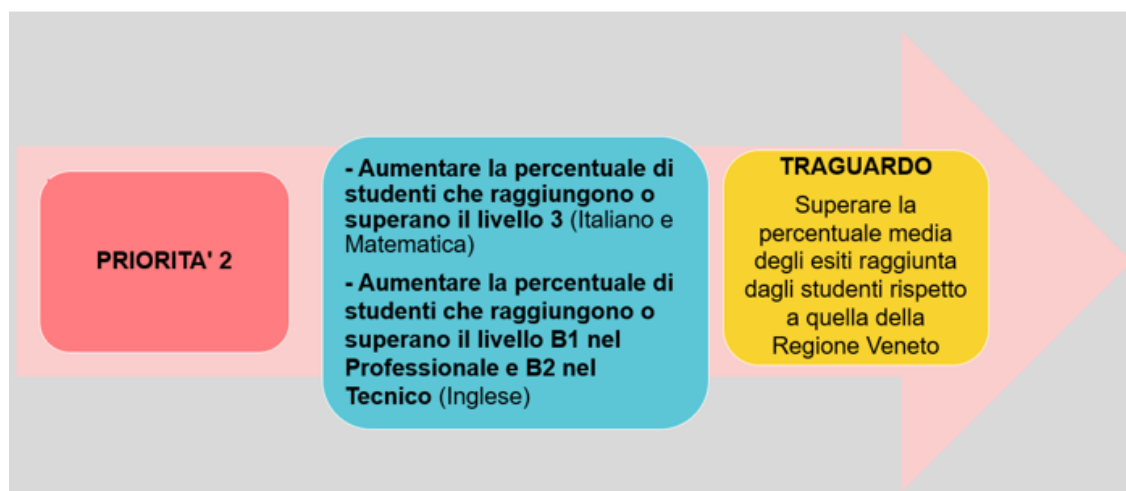 PRIORITA' 2
- Aumentare la percentuale di
studenti che raggiungono o
superano il livello 3 (Italiano e
Matematica)
- Aumentare la percentuale di
studenti che raggiungono o
superano il livello B1 nel
Professionale e B2 nel
Tecnico (Inglese)
TRAGUARDO
Superare la
percentuale media
degli esiti raggiunta
dagli studenti rispetto
a quella della
Regione Veneto